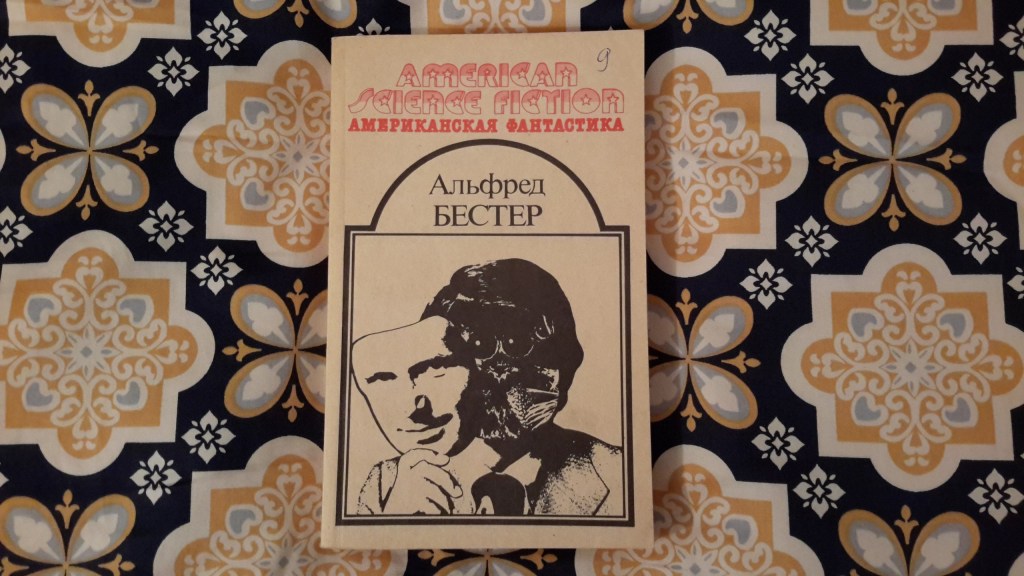 9
AMERICAN
SCIENCE FICTION
АМЕРИКАНСКАЯ ФАНТАСТИКА
Альфред
БЕСТЕР